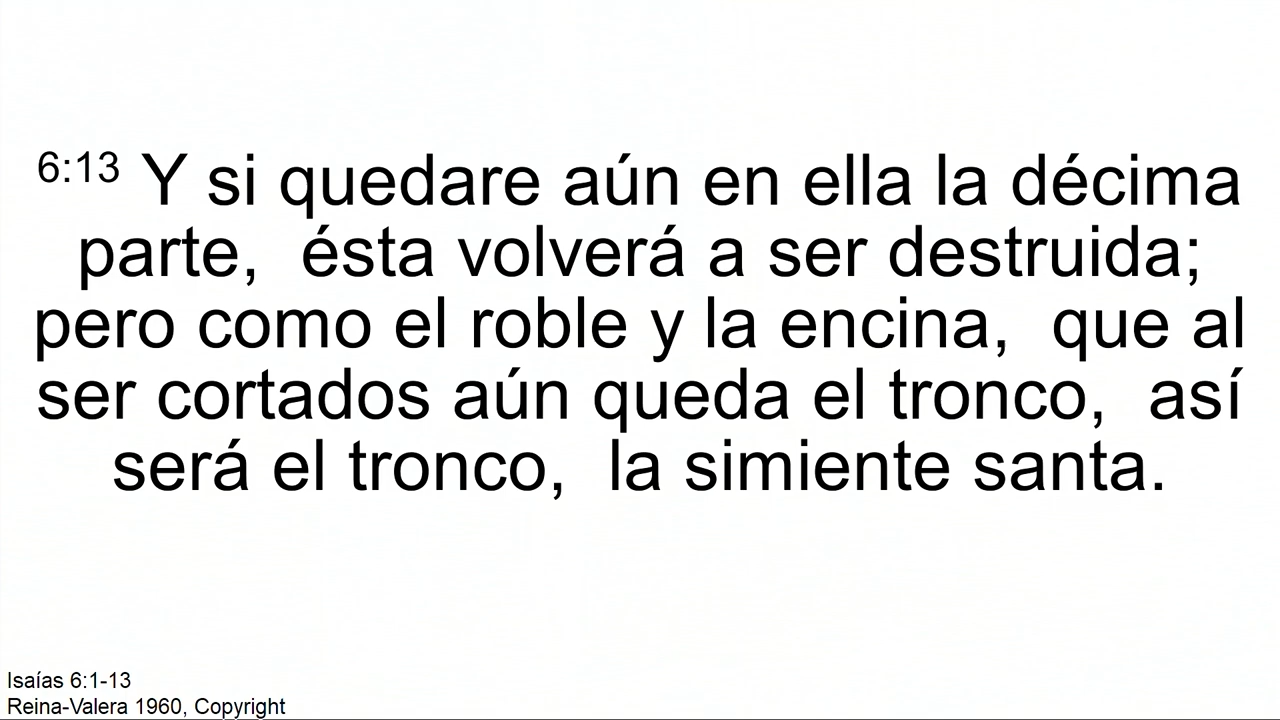 6:13 Y si quedare aún en ella la décima
parte,  ésta volverá a ser destruida;
pero como el roble y la encina,  que al
ser cortados aún queda el tronco,  así
será el tronco,  la simiente santa.
Isaías 6:1-13
Reina-Valera 1960, Copyright